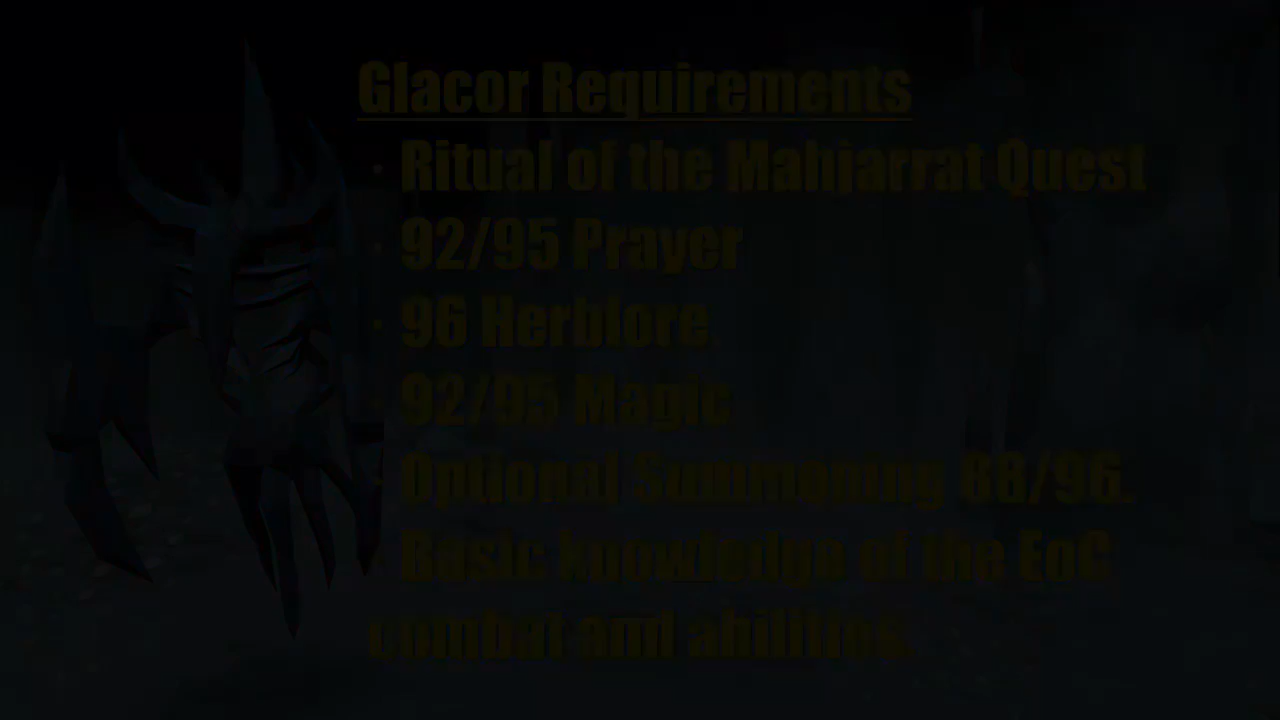 Glacor Requirements
· Ritual of the Mahjarrat Quest
· 92/95 Prayer
· 96 Herblore.
· 92/95 Magic
· Optional Summoning 88/96.
· Basic knowledge of the EoC
combat and abilities.